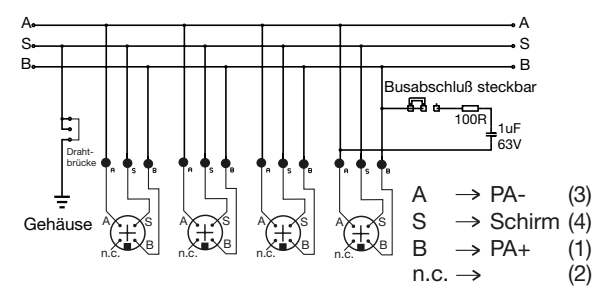 A A
S S
B B
Busabschluß steckbar
100R
1uF
63V
Draht-
brücke
Gehäuse
A S B A S B A S B A S B
A S A S A S A S
B B B B
n.c. n.c. n.c. n.c.
A → PA- (3)
S → Schirm (4)
B → PA+ (1)
n.c. → (2)